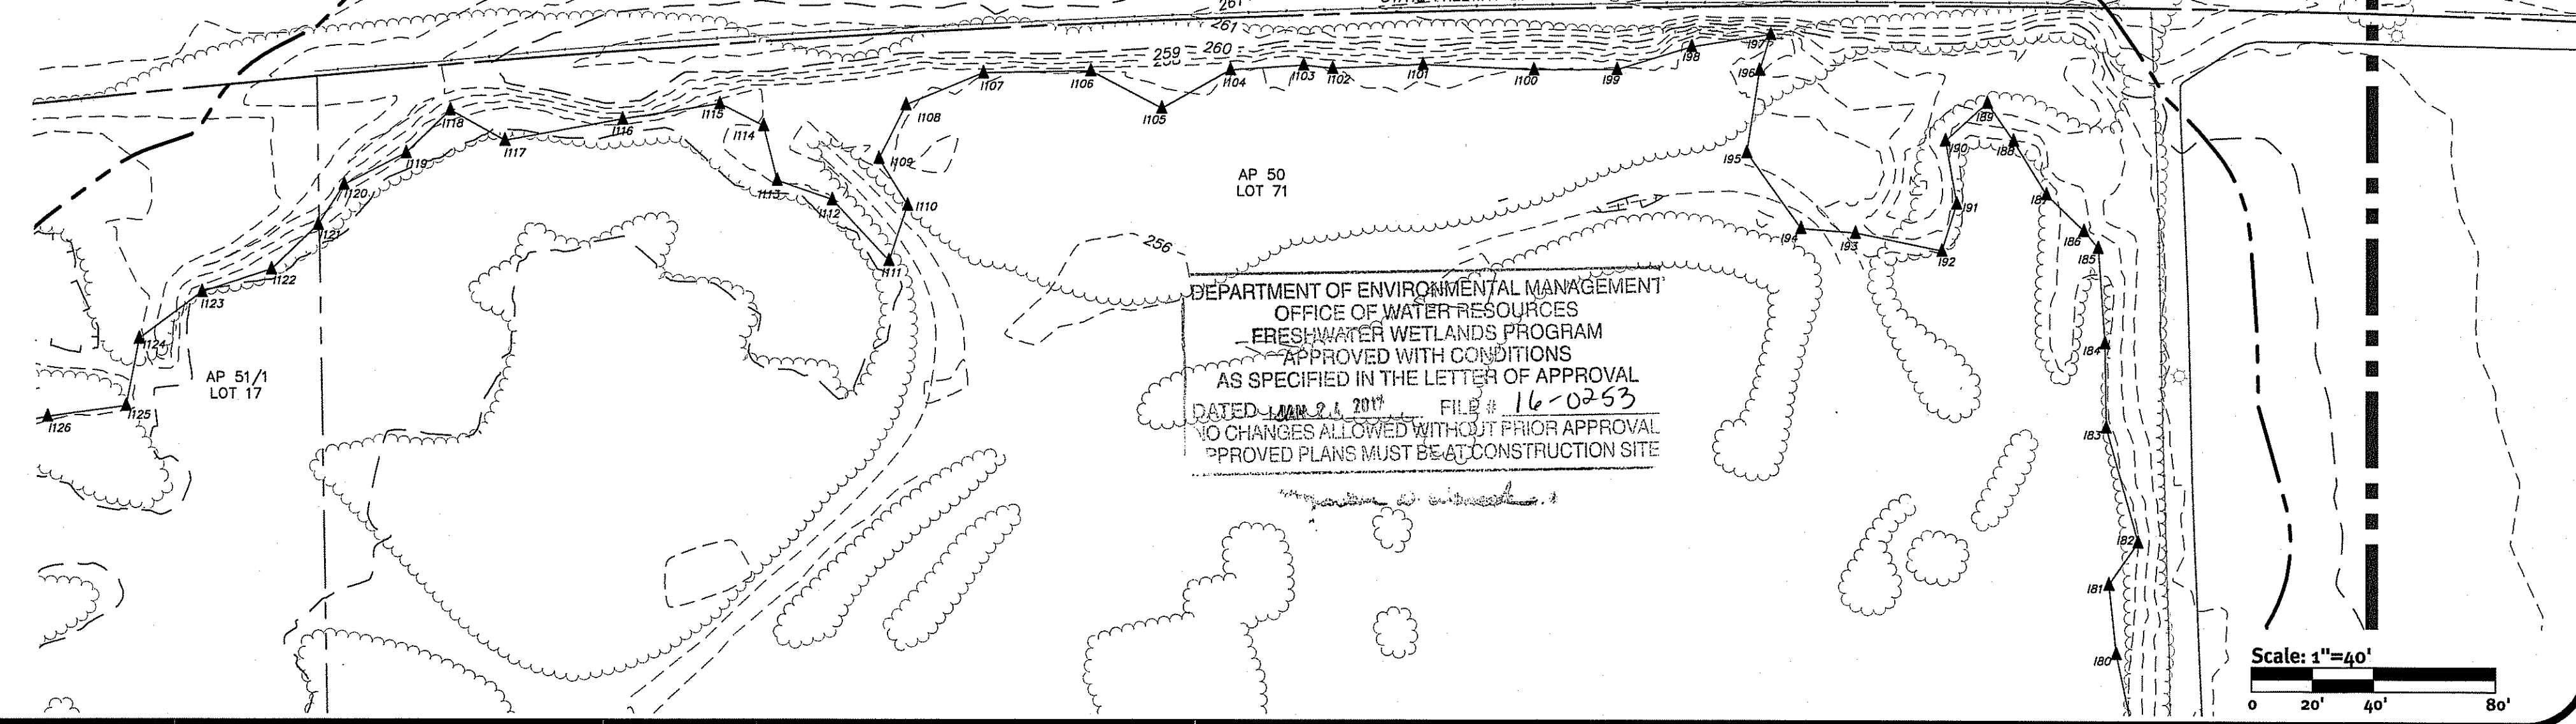 261
261
259 260
I97
I98
I107
I106
I104
I103
I102
I101
I100
I99
I96
I118
I115
I108
I105
I89
I116
I114
I117
I90
I88
I119
I109
I95
AP 50
LOT 71
I120
I113
I112
I110
I87
I91
I121
256
I94
I93
I86
I92
I85
I122
I111
I123
DEPARTMENT OF ENVIRONMENTAL MANAGEMENT
OFFICE OF WATER RESOURCES
FRESHWATER WETLANDS PROGRAM
APPROVED WITH CONDITIONS
AS SPECIFIED IN THE LETTER OF APPROVAL
DATED 2017 FILE # 16-0253
NO CHANGES ALLOWED WITHOUT PRIOR APPROVAL
PPROVED PLANS MUST BE AT CONSTRUCTION SITE
I124
I84
AP 51/1
LOT 17
I125
I126
I83
I82
I81
I80
Scale: 1"=40'
0 20' 40' 80'